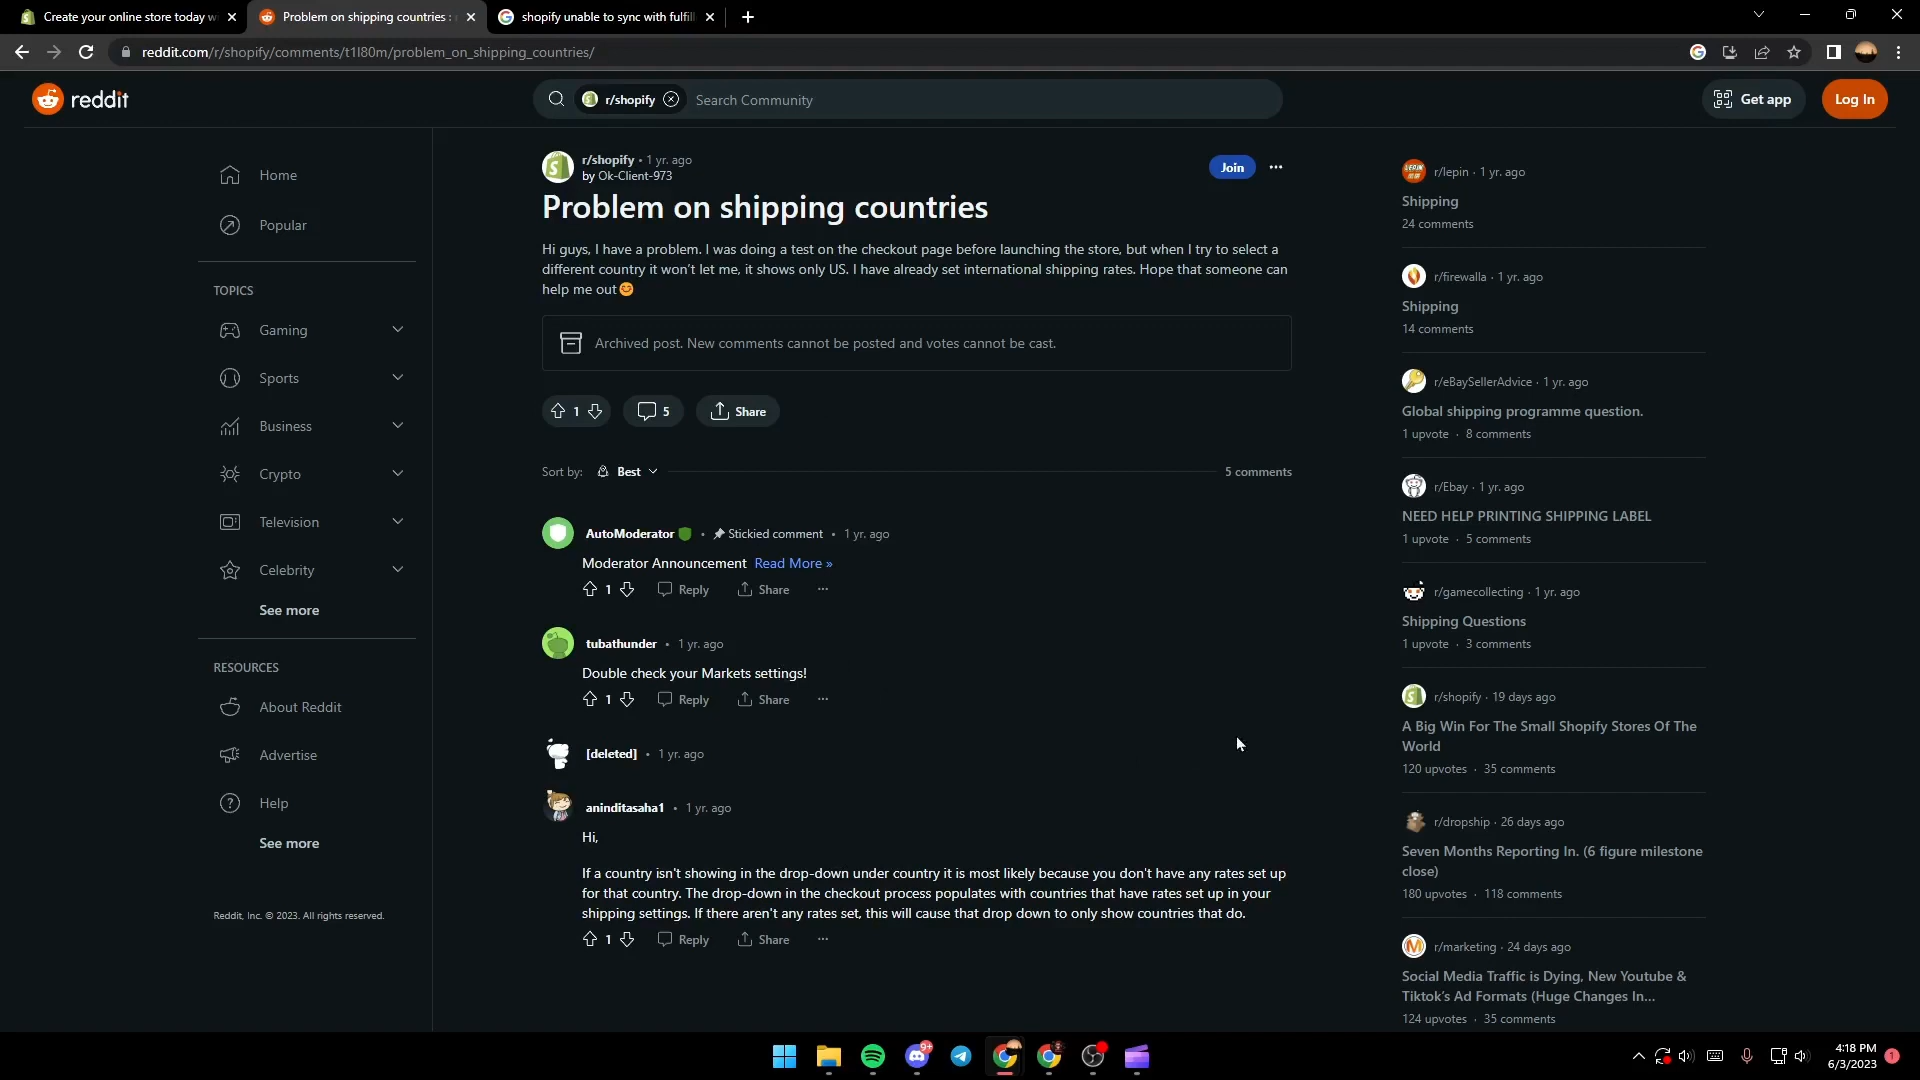 Create your online store today w
Problem on shipping countries :
shopify unable to sync with fulfil
reddit.com/r/shopify/comments/t1l80m/problem_on_shipping_countries/
reddit
r/shopify
Search Community
Get app
Log In
Home
Popular
TOPICS
Gaming
Sports
Business
Crypto
Television
Celebrity
See more
RESOURCES
About Reddit
Advertise
Help
See more
Reddit, Inc. © 2023. All rights reserved.
r/shopify • 1 yr. ago
by Ok-Client-973
Join
Problem on shipping countries
Hi guys, I have a problem. I was doing a test on the checkout page before launching the store, but when I try to select a
different country it won't let me, it shows only US. I have already set international shipping rates. Hope that someone can
help me out😊
Archived post. New comments cannot be posted and votes cannot be cast.
1
5
Share
Sort by:
Best
5 comments
AutoModerator • Stickied comment • 1 yr. ago
Moderator Announcement Read More »
1
Reply
Share
tubathunder • 1 yr. ago
Double check your Markets settings!
1
Reply
Share
[deleted] • 1 yr. ago
aninditasaha1 • 1 yr. ago
Hi,
If a country isn't showing in the drop-down under country it is most likely because you don't have any rates set up
for that country. The drop-down in the checkout process populates with countries that have rates set up in your
shipping settings. If there aren't any rates set, this will cause that drop down to only show countries that do.
1
Reply
Share
r/lepin · 1 yr. ago
Shipping
24 comments
r/firewalla · 1 yr. ago
Shipping
14 comments
r/eBaySellerAdvice · 1 yr. ago
Global shipping programme question.
1 upvote · 8 comments
r/Ebay · 1 yr. ago
NEED HELP PRINTING SHIPPING LABEL
1 upvote · 5 comments
r/gamecollecting · 1 yr. ago
Shipping Questions
1 upvote · 3 comments
r/shopify · 19 days ago
A Big Win For The Small Shopify Stores Of The
World
120 upvotes · 35 comments
r/dropship · 26 days ago
Seven Months Reporting In. (6 figure milestone
close)
180 upvotes · 118 comments
r/marketing · 24 days ago
Social Media Traffic is Dying, New Youtube &
Tiktok's Ad Formats (Huge Changes In...
124 upvotes · 35 comments
9+
4:18 PM
6/3/2023
1